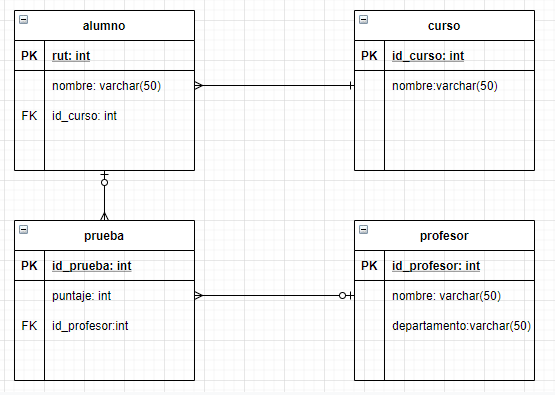 alumno
PK rut: int
nombre: varchar(50)
FK id_curso: int
curso
PK id_curso: int
nombre:varchar(50)
prueba
PK id_prueba: int
puntaje: int
FK id_profesor:int
profesor
PK id_profesor: int
nombre: varchar(50)
departamento:varchar(50)